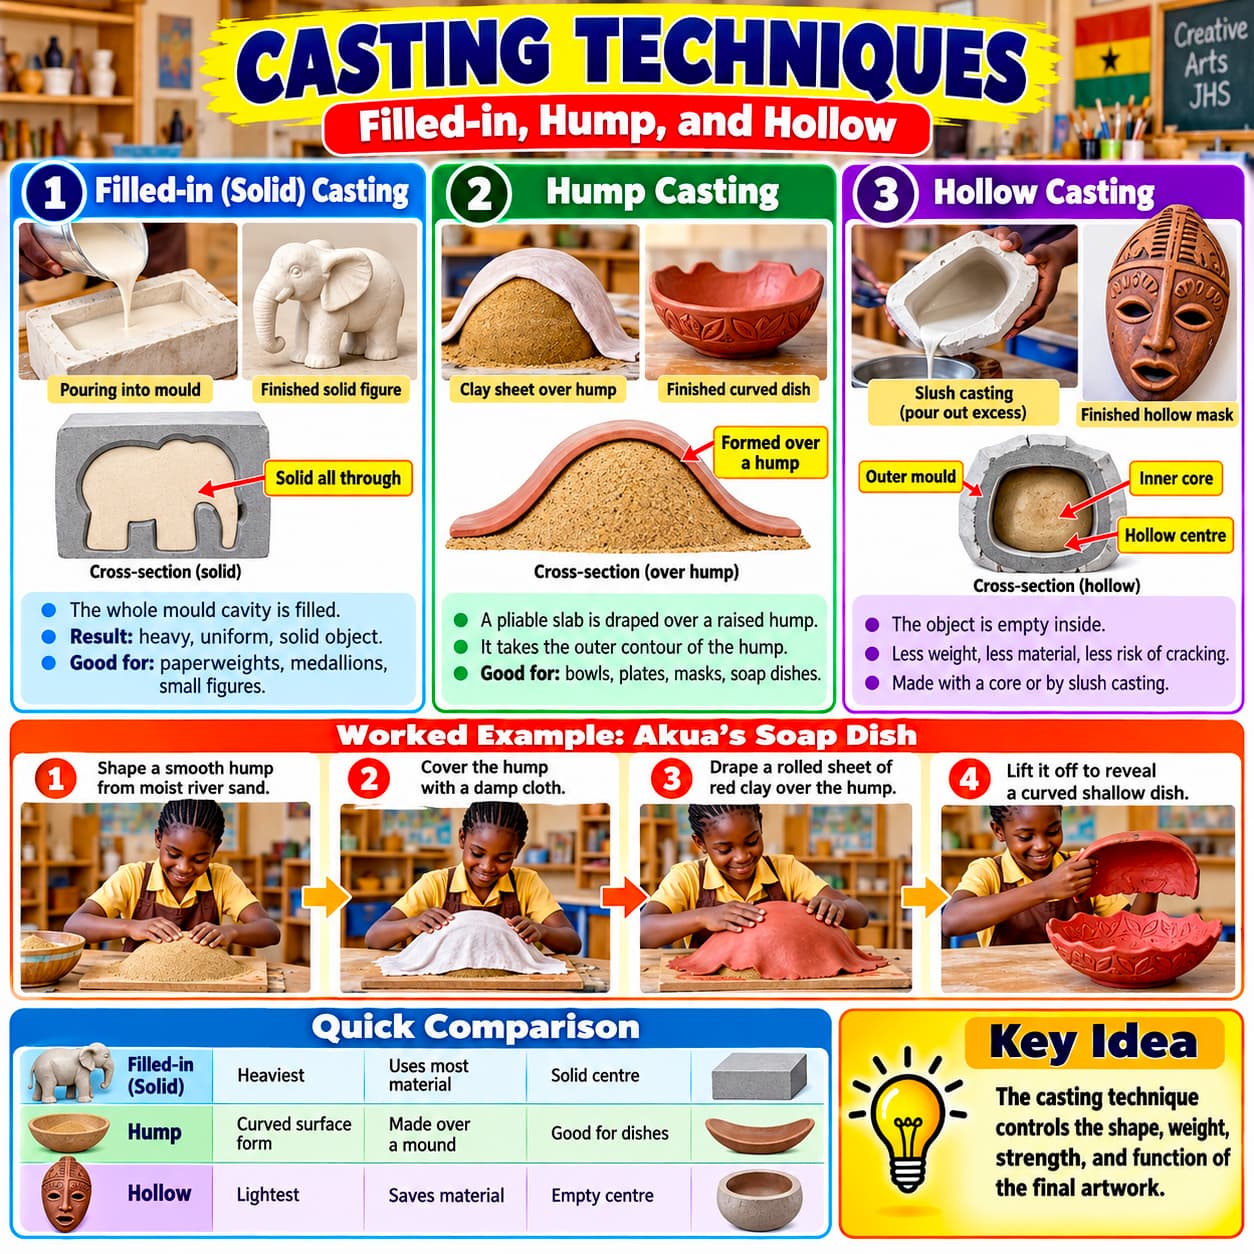 CASTING TECHNIQUES
Filled-in, Hump, and Hollow
Creative
Arts
JHS
1 Filled-in (Solid) Casting
Pouring into mould
Finished solid figure
Solid all through
Cross-section (solid)
The whole mould cavity is filled.
Result: heavy, uniform, solid object.
Good for: paperweights, medallions,
small figures.
2 Hump Casting
Clay sheet over hump
Finished curved dish
Formed over
a hump
Cross-section (over hump)
A pliable slab is draped over a raised hump.
It takes the outer contour of the hump.
Good for: bowls, plates, masks, soap dishes.
3 Hollow Casting
Slush casting
(pour out excess)
Finished hollow mask
Outer mould
Inner core
Hollow centre
Cross-section (hollow)
The object is empty inside.
Less weight, less material, less risk of cracking.
Made with a core or by slush casting.
Worked Example: Akua's Soap Dish
1 Shape a smooth hump
from moist river sand.
2 Cover the hump
with a damp cloth.
3 Drape a rolled sheet of
red clay over the hump.
4 Lift it off to reveal
a curved shallow dish.
Quick Comparison
Filled-in
(Solid)
Heaviest
Uses most
material
Solid centre
Hump
Curved surface
form
Made over
a mound
Good for dishes
Hollow
Lightest
Saves material
Empty centre
Key Idea
The casting technique
controls the shape, weight,
strength, and function of
the final artwork.